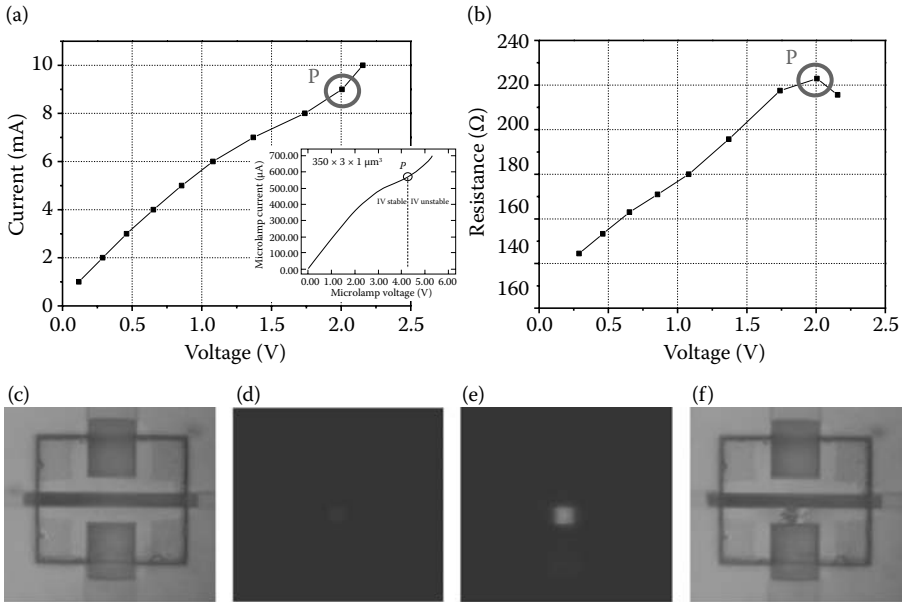 (a)
10
8
6
4
2
0
Current (mA)
P
0.0 0.5 1.0 1.5 2.0 2.5
Voltage (V)
350 × 3 × 1 μm³
700.00
600.00
500.00
400.00
300.00
200.00
100.00
0.00
Microlamp current (μA)
P
IV stable IV unstable
0.00 1.00 2.00 3.00 4.00 5.00 6.00
Microlamp voltage (V)
(b)
240
220
200
180
160
140
160
Resistance (Ω)
P
0.0 0.5 1.0 1.5 2.0 2.5
Voltage (V)
(c)
(d)
(e)
(f)